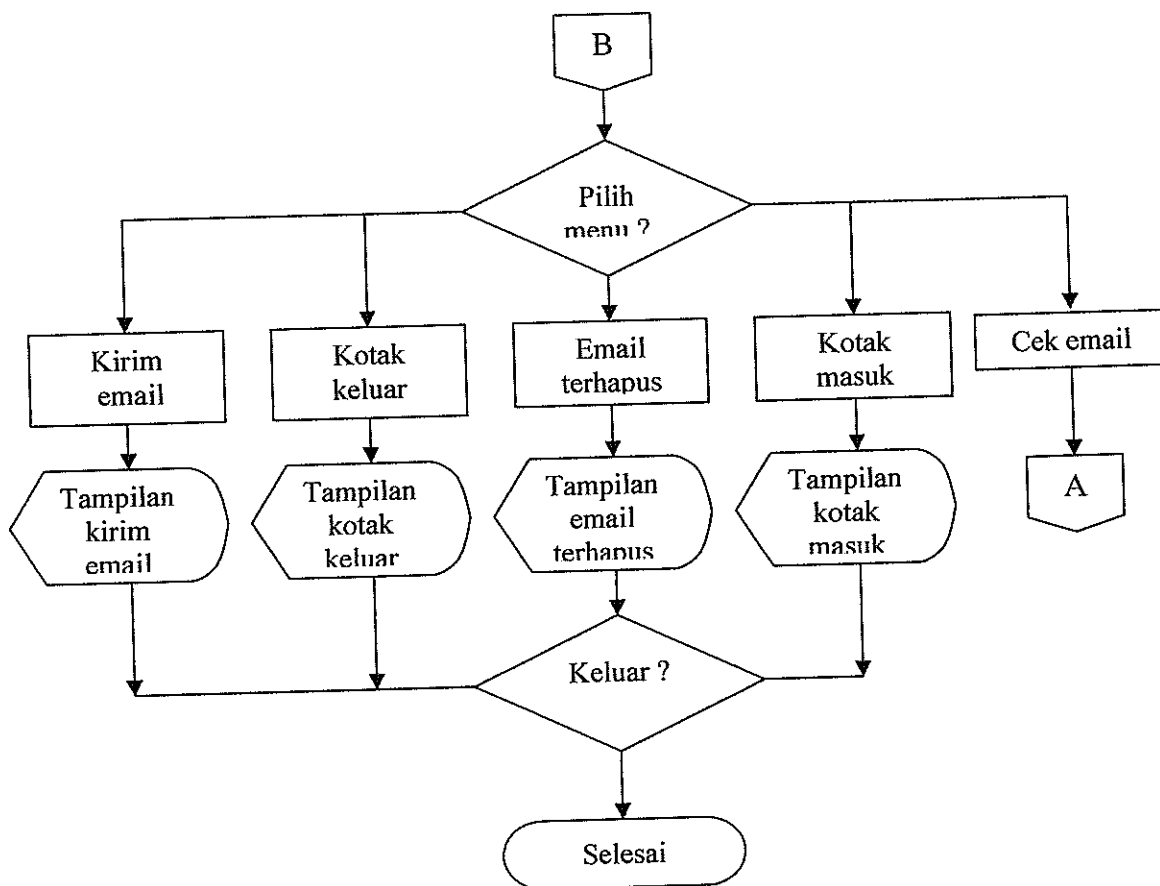 B
Pilih
menu ?
Kirim
email
Kotak
keluar
Email
terhapus
Kotak
masuk
Cek email
Tampilan
kirim
email
Tampilan
kotak
keluar
Tampilan
email
terhapus
Tampilan
kotak
masuk
A
Keluar ?
Selesai